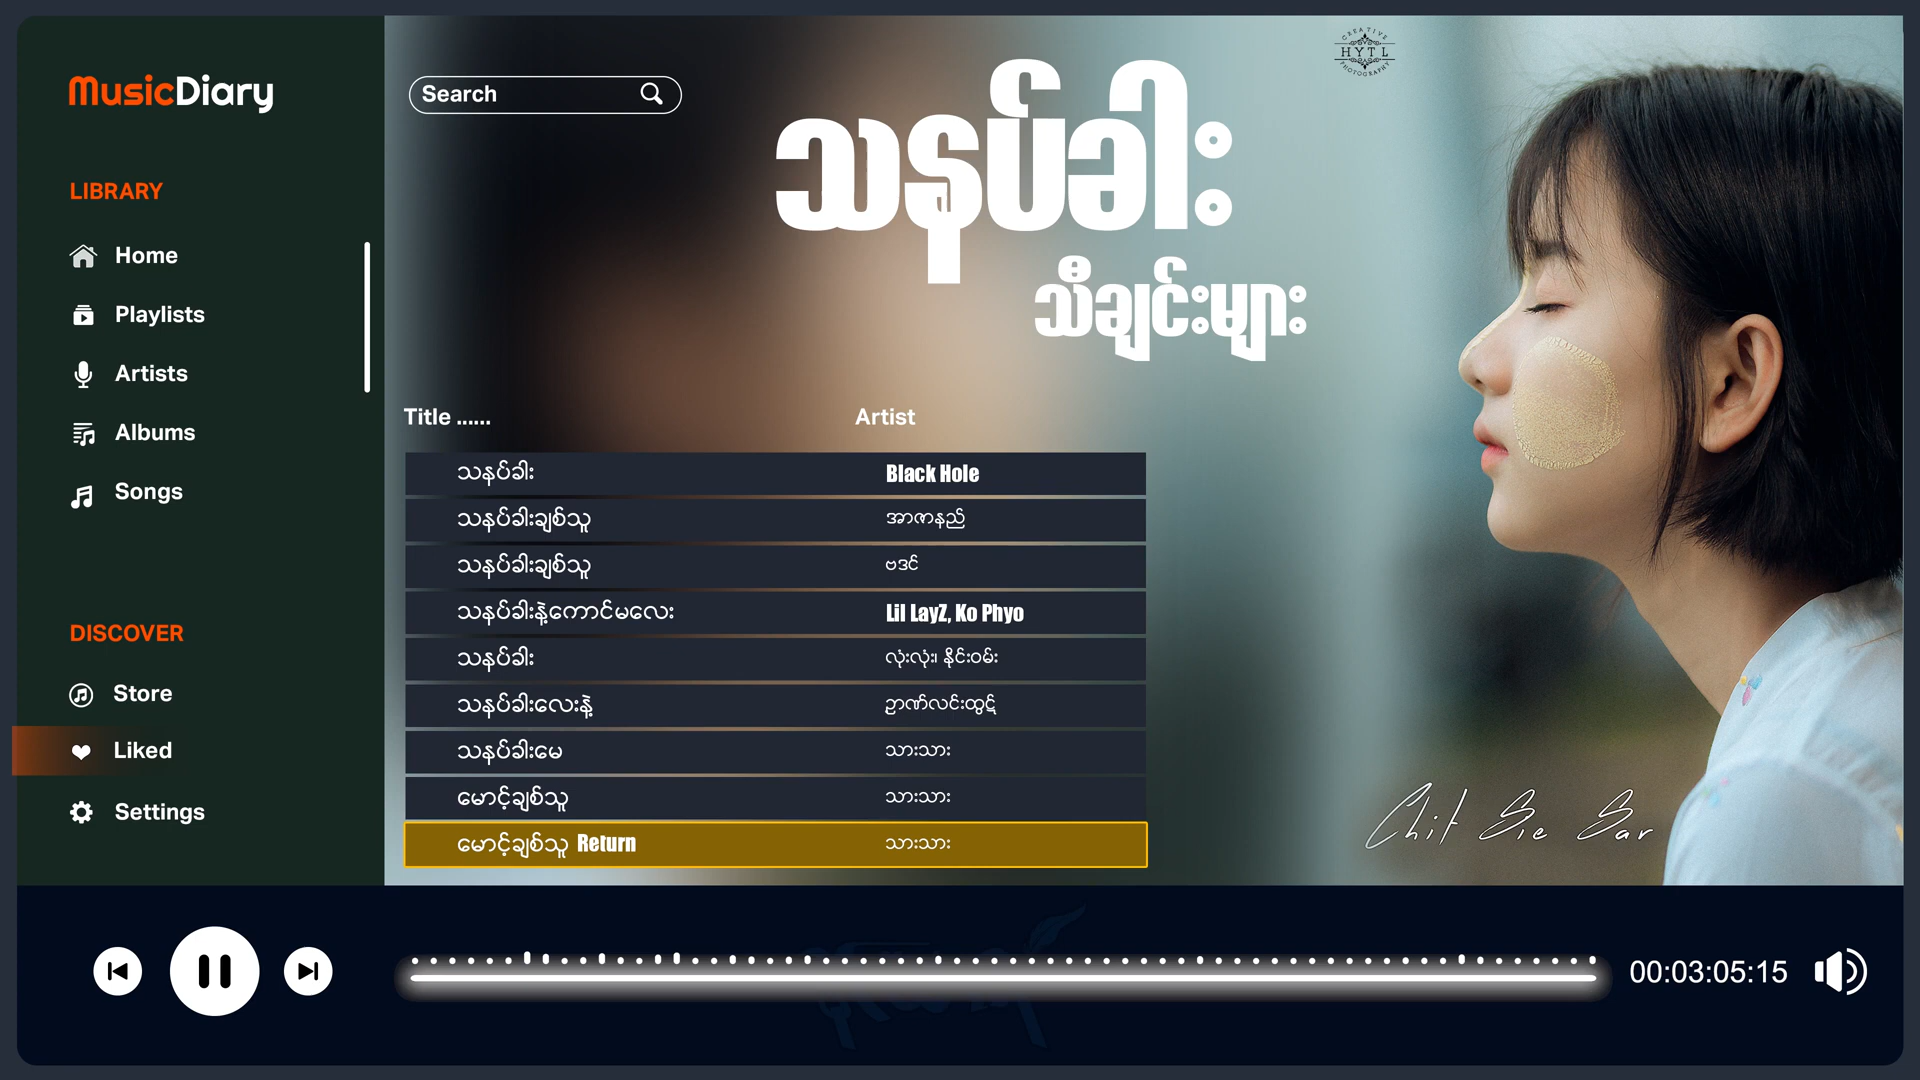 MusicDiary
LIBRARY
Home
Playlists
Artists
Albums
Songs
DISCOVER
Store
Liked
Settings
Search
CREATIVE
HYTL
PHOTOGRAPHY
သနပ်ခါး
သီချင်းများ
Title ...... Artist
သနပ်ခါး Black Hole
သနပ်ခါးချစ်သူ အာဇာနည်
သနပ်ခါးချစ်သူ ဗဒင်
သနပ်ခါးနဲ့ကောင်မလေး Lil LayZ, Ko Phyo
သနပ်ခါး လုံးလုံး၊ နိုင်းဝမ်း
သနပ်ခါးလေးနဲ့ ဉာဏ်လင်းထွဋ်
သနပ်ခါးမေ သားသား
မောင့်ချစ်သူ သားသား
မောင့်ချစ်သူ Return သားသား
Chit Sie Sar
00:03:05:15